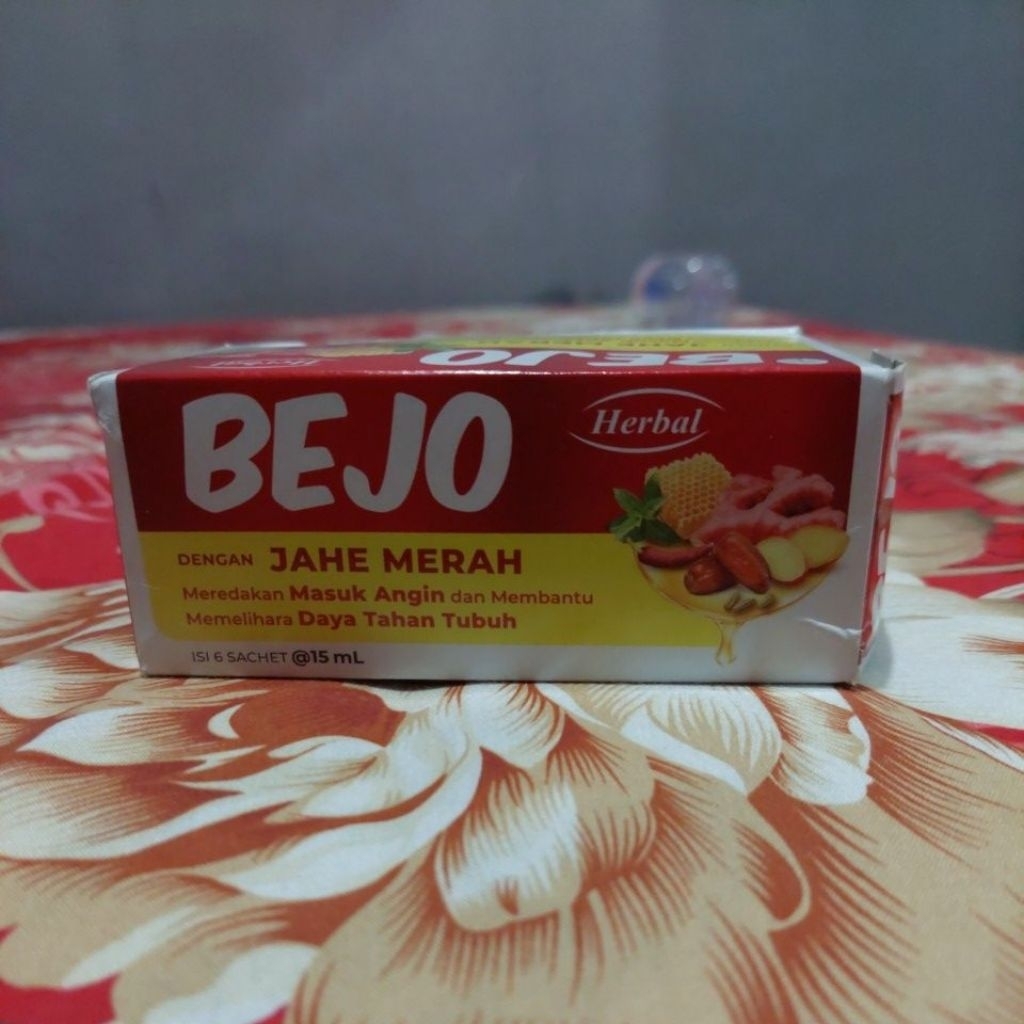 BEJO
BEJO
Herbal
DENGAN JAHE MERAH
Meredakan Masuk Angin dan Membantu
Memelihara Daya Tahan Tubuh
ISI 6 SACHET @15 mL